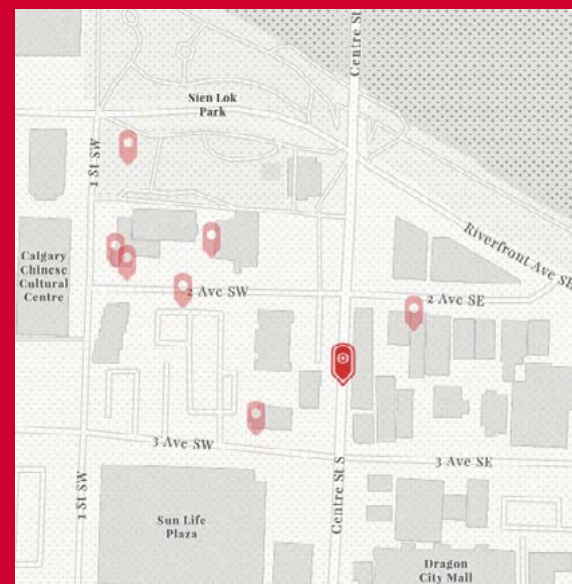 Centre St
Nien Lok
Park
1 St SW
Riverfront Ave SE
Calgary
Chinese
Cultural
Centre
2 Ave SW
2 Ave SE
3 Ave SW
3 Ave SE
1 St SW
Centre St S
Sun Life
Plaza
Dragon
City Mall